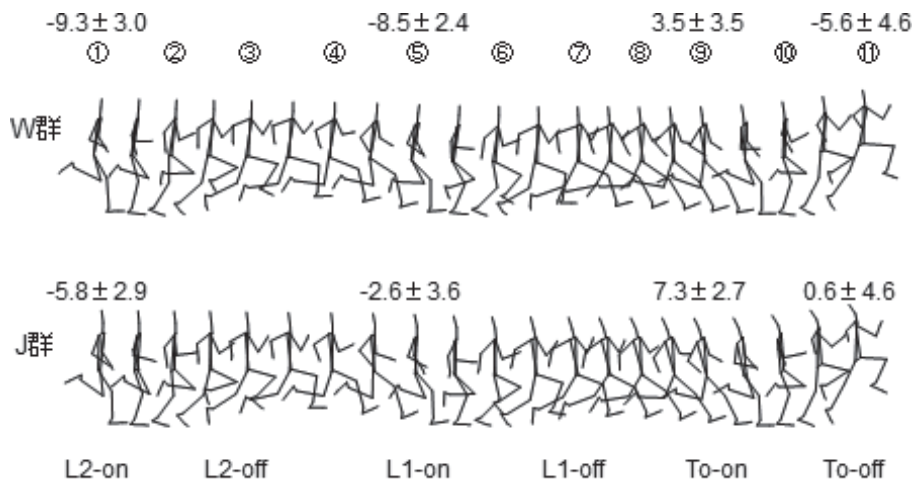 -9.3±3.0 -8.5±2.4 3.5±3.5 -5.6±4.6
① ② ③ ④ ⑤ ⑥ ⑦ ⑧ ⑨ ⑩ ⑪
W群
-5.8±2.9 -2.6±3.6 7.3±2.7 0.6±4.6
J群
L2-on L2-off L1-on L1-off To-on To-off